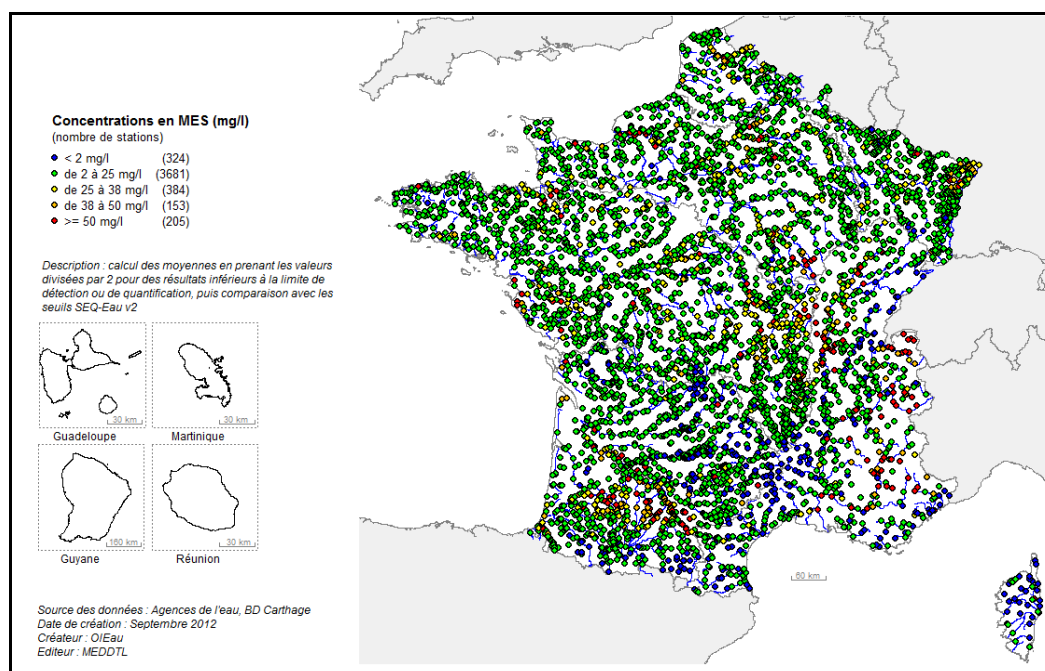 Concentrations en MES (mg/l)
(nombre de stations)
< 2 mg/l (324)
de 2 à 25 mg/l (3681)
de 25 à 38 mg/l (384)
de 38 à 50 mg/l (153)
>= 50 mg/l (205)
Description : calcul des moyennes en prenant les valeurs
divisées par 2 pour des résultats inférieurs à la limite de
détection ou de quantification, puis comparaison avec les
seuils SEQ-Eau v2
30 km
30 km
Guadeloupe
Martinique
160 km
30 km
Guyane
Réunion
60 km
Source des données : Agences de l'eau, BD Carthage
Date de création : Septembre 2012
Créateur : OIEau
Editeur : MEDDTL